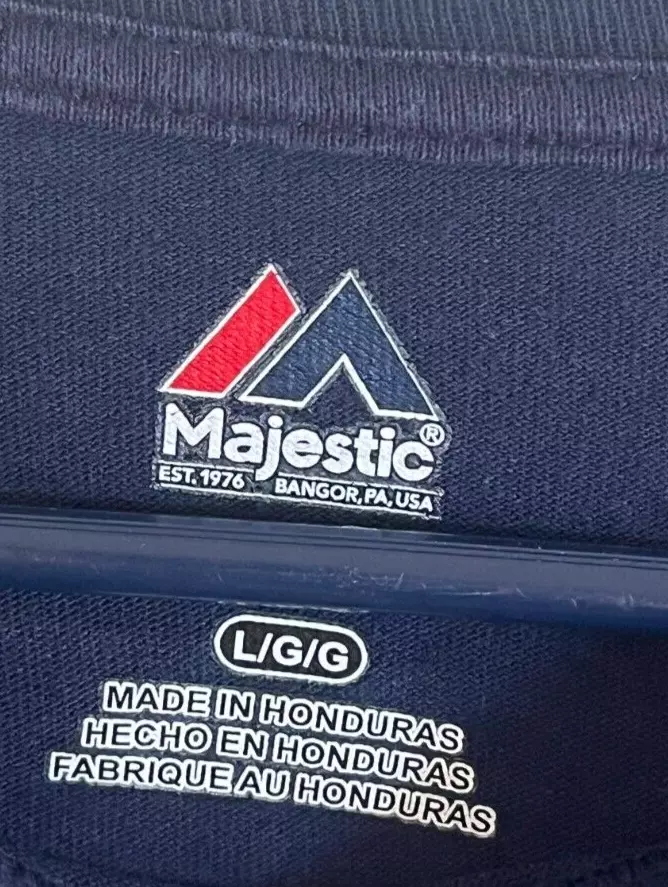 Majestic®
EST. 1976 BANGOR, PA, USA
L/G/G
MADE IN HONDURAS
HECHO EN HONDURAS
FABRIQUE AU HONDURAS